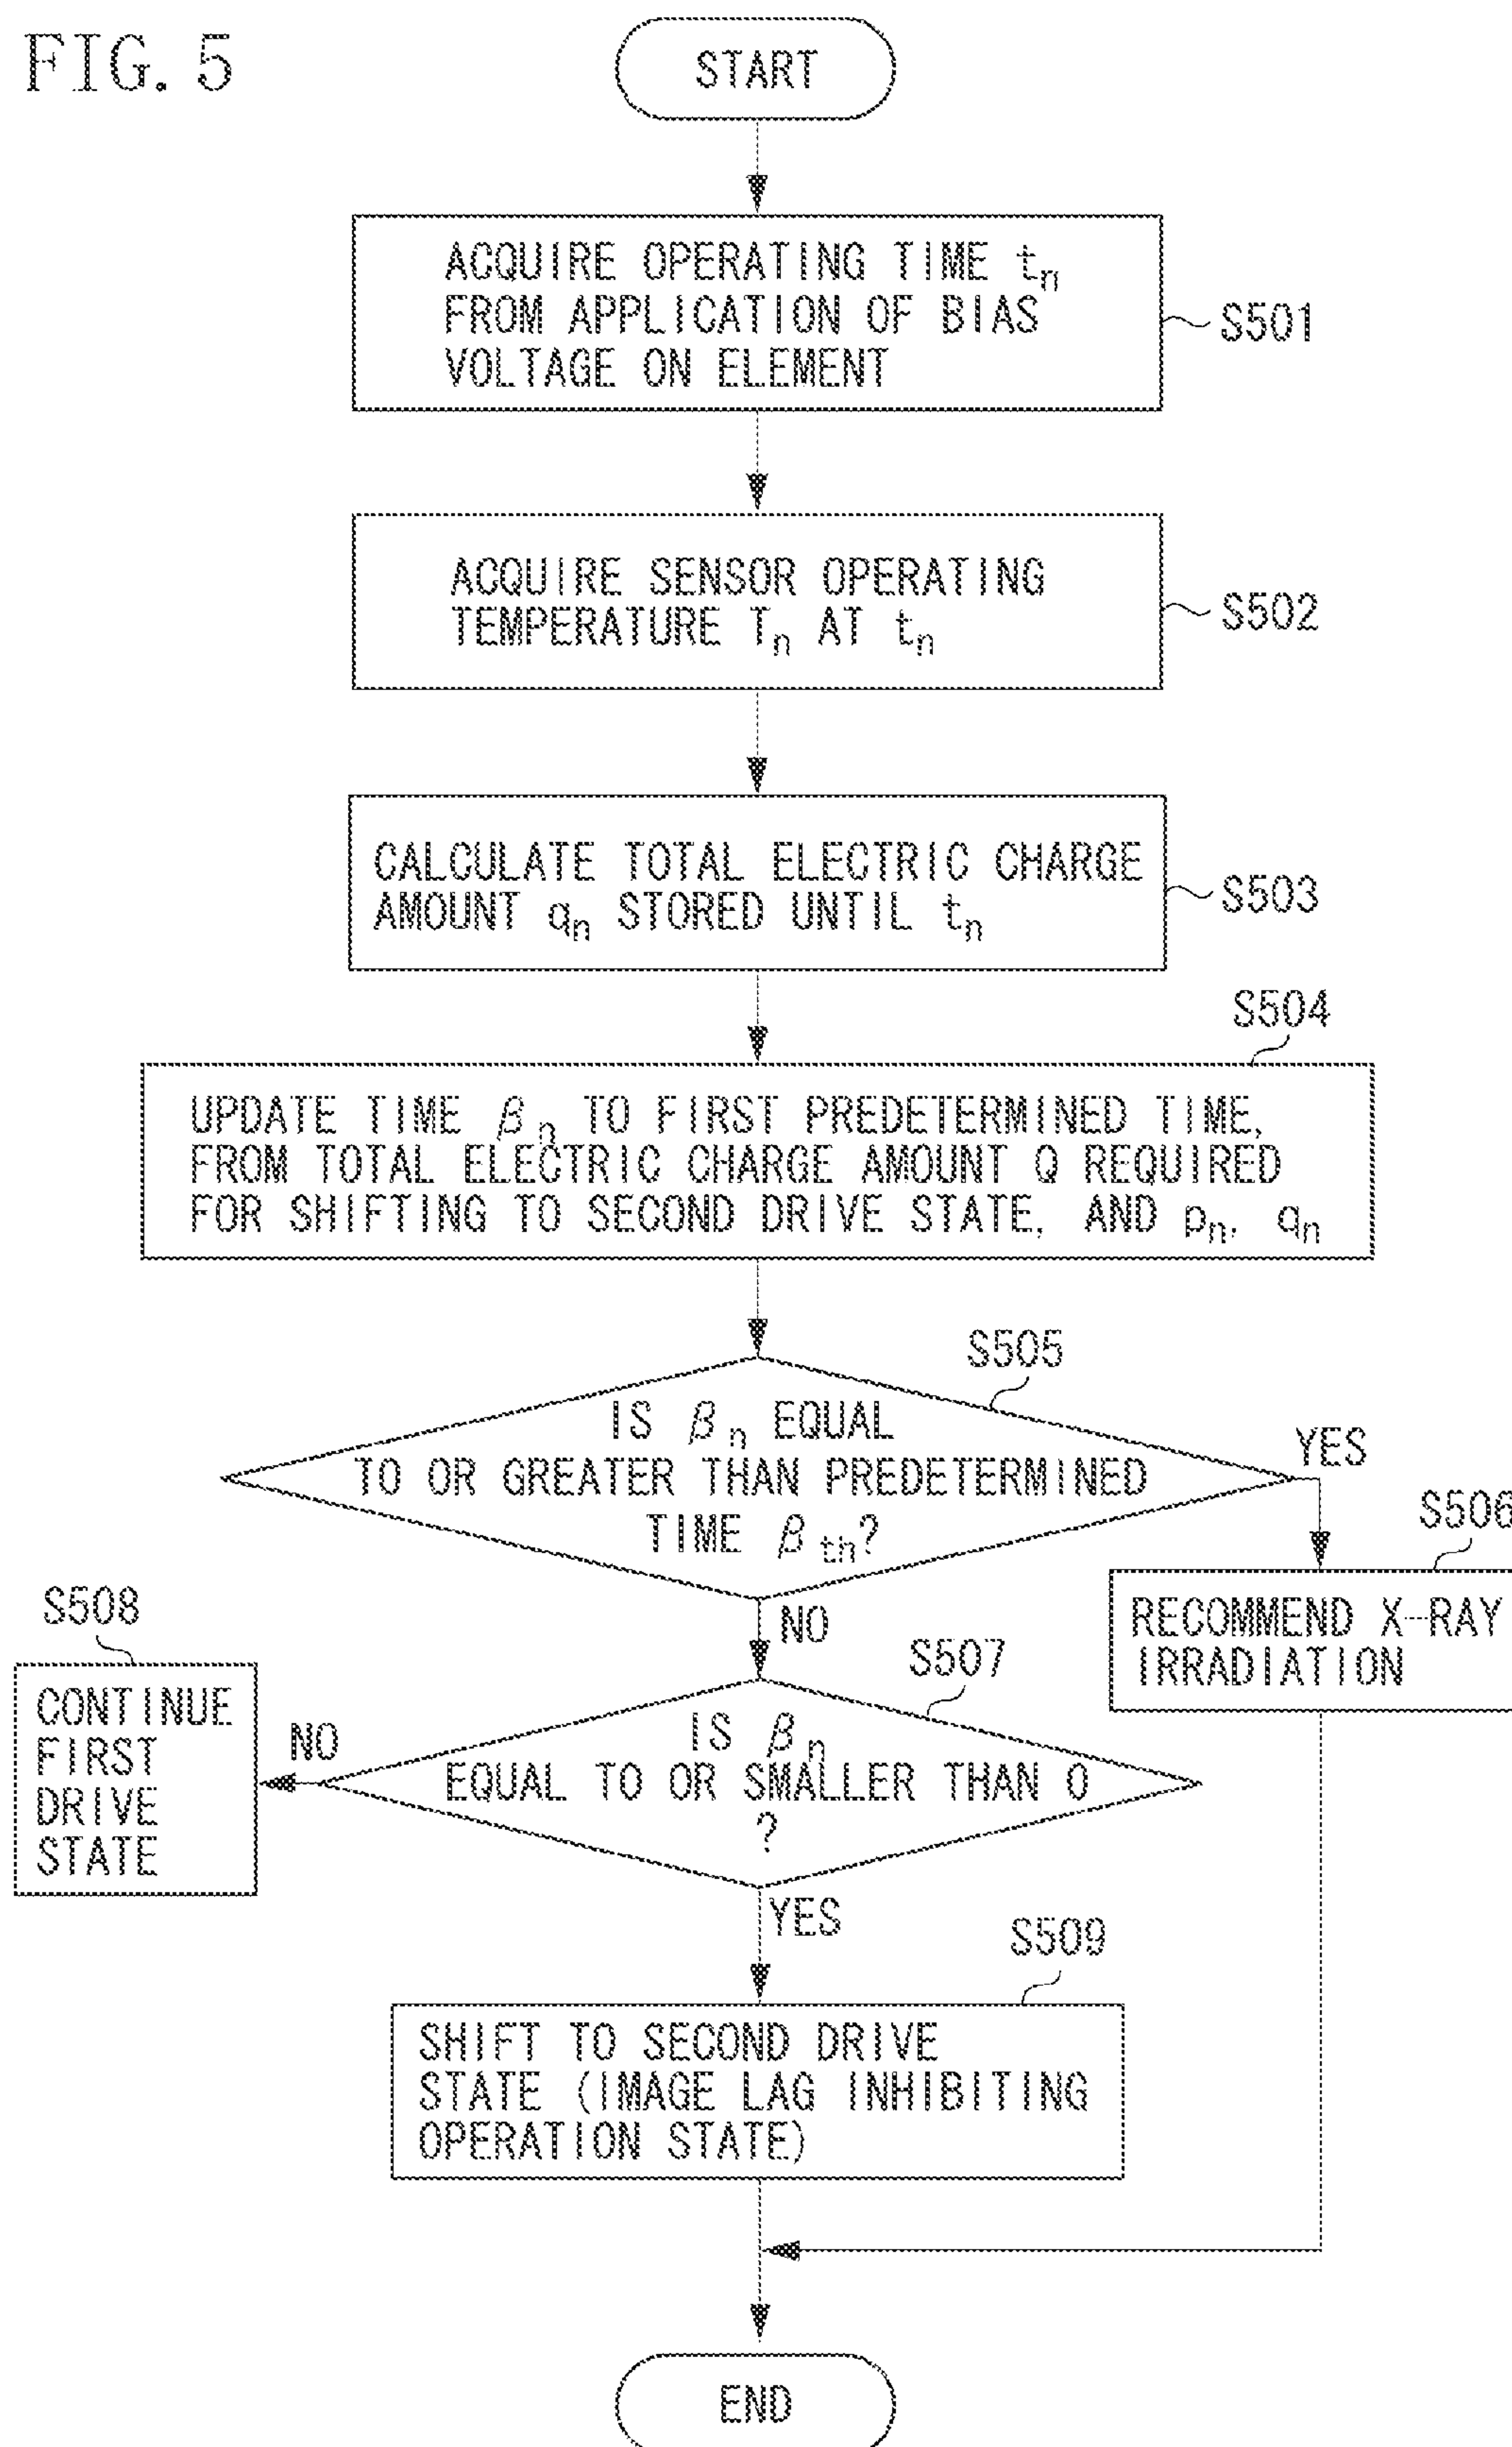 FIG. 5
START
ACQUIRE OPERATING TIME tn
FROM APPLICATION OF BIAS
VOLTAGE ON ELEMENT
S501
ACQUIRE SENSOR OPERATING
TEMPERATURE Tn AT tn
S502
CALCULATE TOTAL ELECTRIC CHARGE
AMOUNT qn STORED UNTIL tn
S503
S504
UPDATE TIME βn TO FIRST PREDETERMINED TIME,
FROM TOTAL ELECTRIC CHARGE AMOUNT Q REQUIRED
FOR SHIFTING TO SECOND DRIVE STATE, AND pn, qn
S505
IS βn EQUAL
TO OR GREATER THAN PREDETERMINED
TIME βth?
YES
S506
RECOMMEND X-RAY
IRRADIATION
NO
S507
IS βn
EQUAL TO OR SMALLER THAN 0
?
NO
S508
CONTINUE
FIRST
DRIVE
STATE
YES
S509
SHIFT TO SECOND DRIVE
STATE (IMAGE LAG INHIBITING
OPERATION STATE)
END